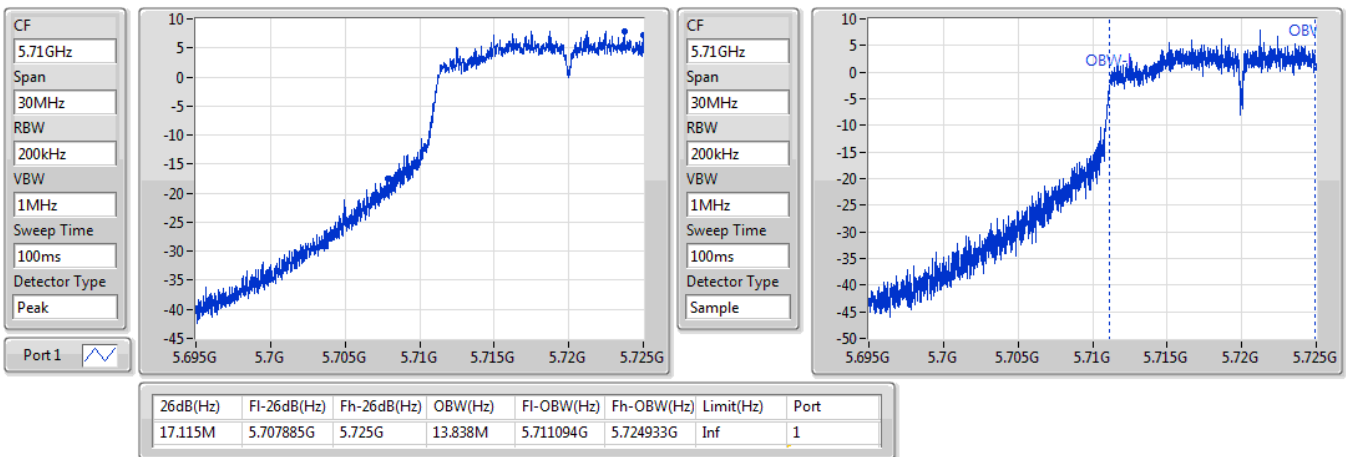 CF
5.71GHz
Span
30MHz
RBW
200kHz
VBW
1MHz
Sweep Time
100ms
Detector Type
Peak
Port 1
10
5
0
-5
-10
-15
-20
-25
-30
-35
-40
-45
5.695G 5.7G 5.705G 5.71G 5.715G 5.72G 5.725G
CF
5.71GHz
Span
30MHz
RBW
200kHz
VBW
1MHz
Sweep Time
100ms
Detector Type
Sample
10
5
0
-5
-10
-15
-20
-25
-30
-35
-40
-45
-50
OBW
OBW
5.695G 5.7G 5.705G 5.71G 5.715G 5.72G 5.725G
26dB(Hz) Fl-26dB(Hz) Fh-26dB(Hz) OBW(Hz) Fl-OBW(Hz) Fh-OBW(Hz) Limit(Hz) Port
17.115M 5.707885G 5.725G 13.838M 5.711094G 5.724933G Inf 1